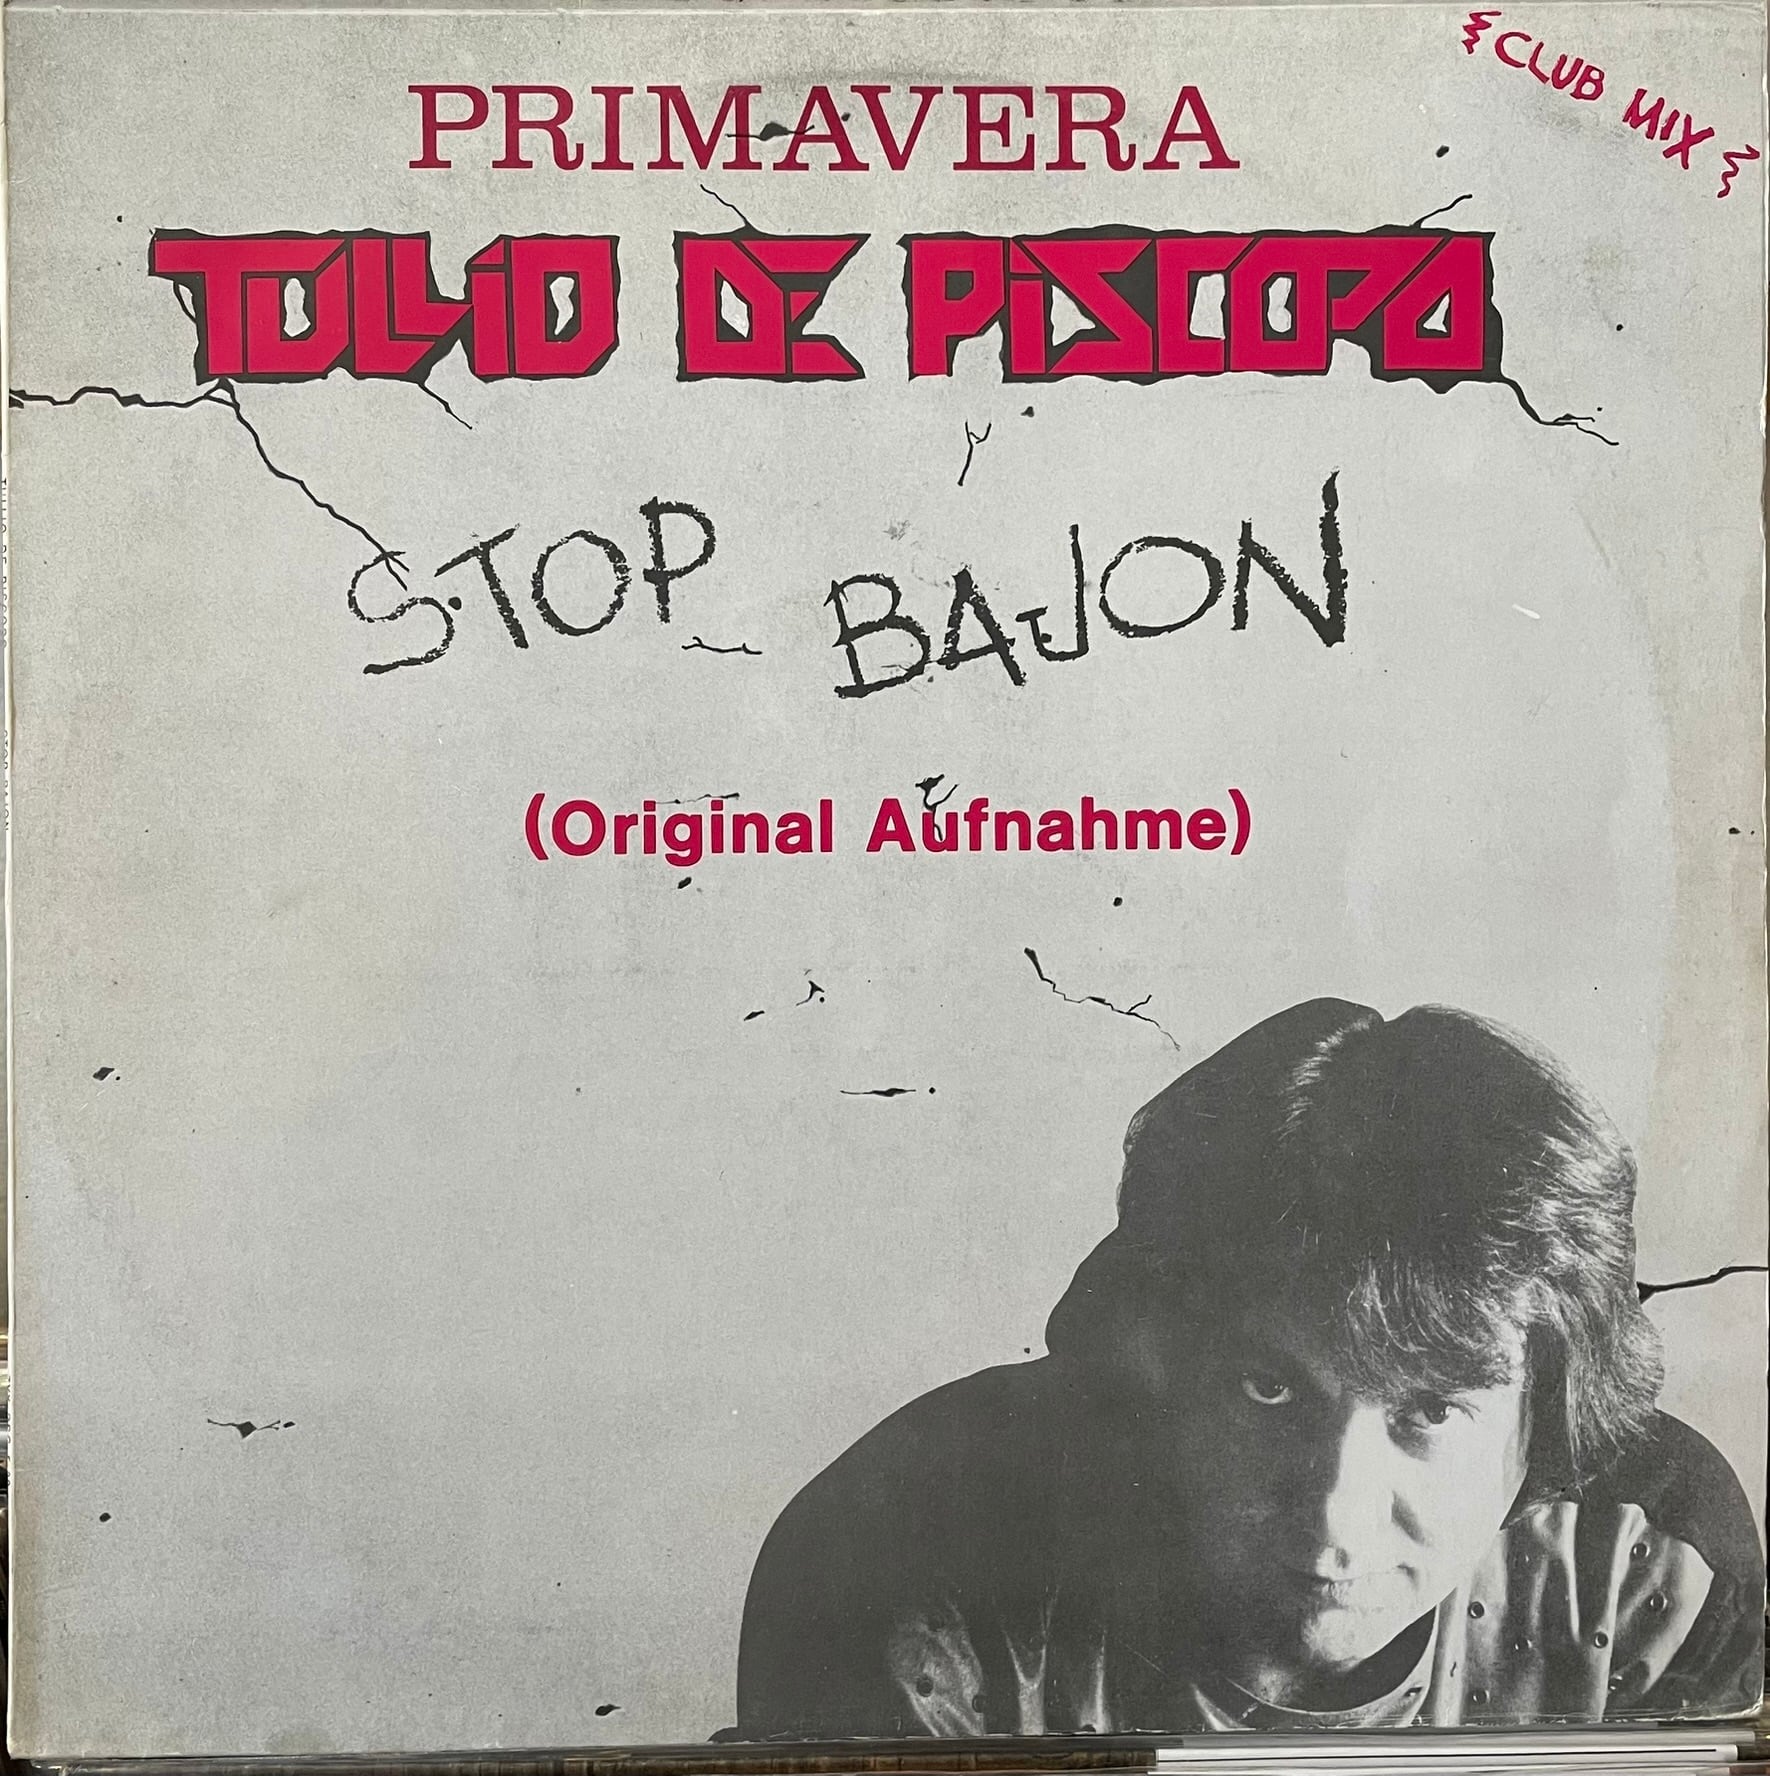 CLUB MIX
PRIMAVERA
TULLIO DE PISCOPO
STOP BAJON
(Original Aufnahme)